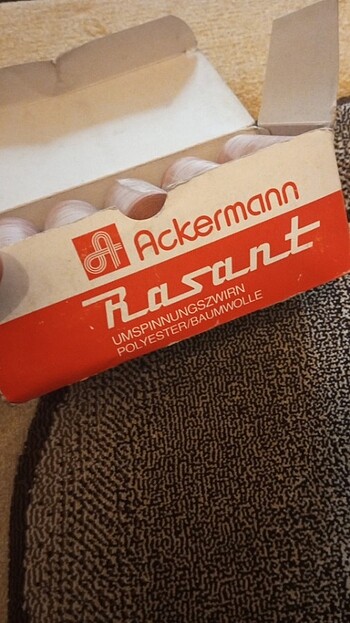 Ackermann
Rasant
UMSPINNUNGSZWIRN
POLYESTER/BAUMWOLLE